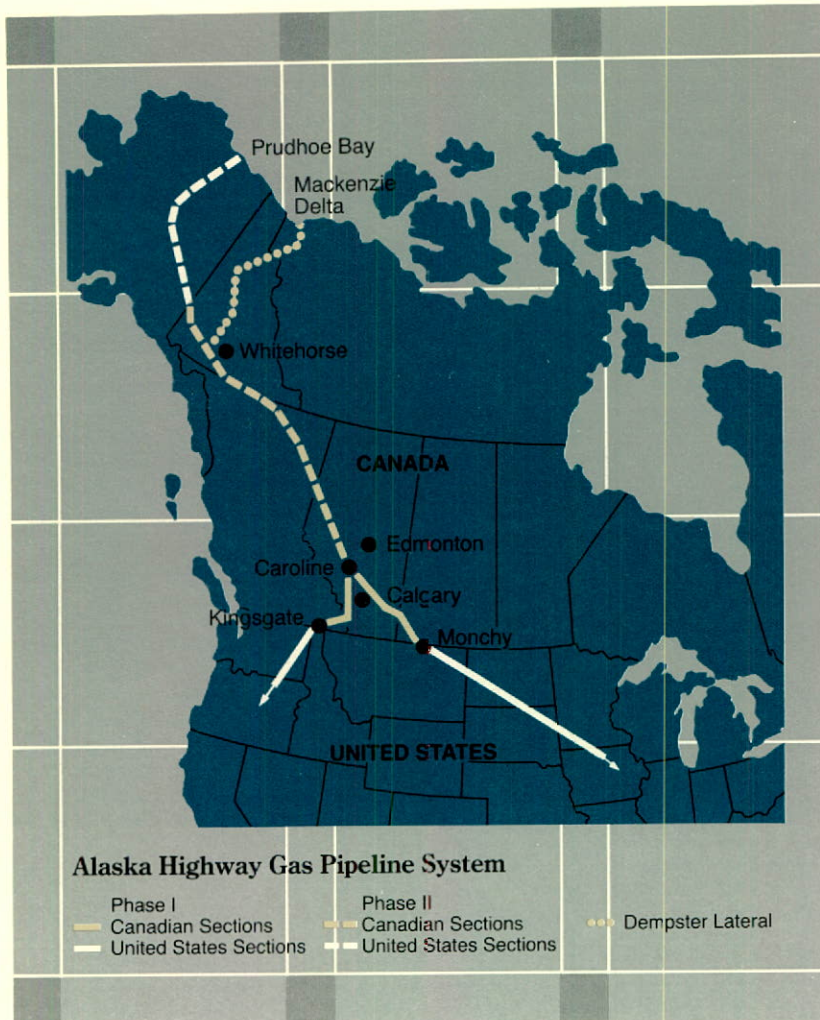 Prudhoe Bay
Mackenzie
Delta
Whitehorse
CANADA
Edmonton
Caroline
Calgary
Kingsgate
Monchy
UNITED STATES
Alaska Highway Gas Pipeline System
Phase I
Canadian Sections
United States Sections
Phase II
Canadian Sections
United States Sections
Dempster Lateral